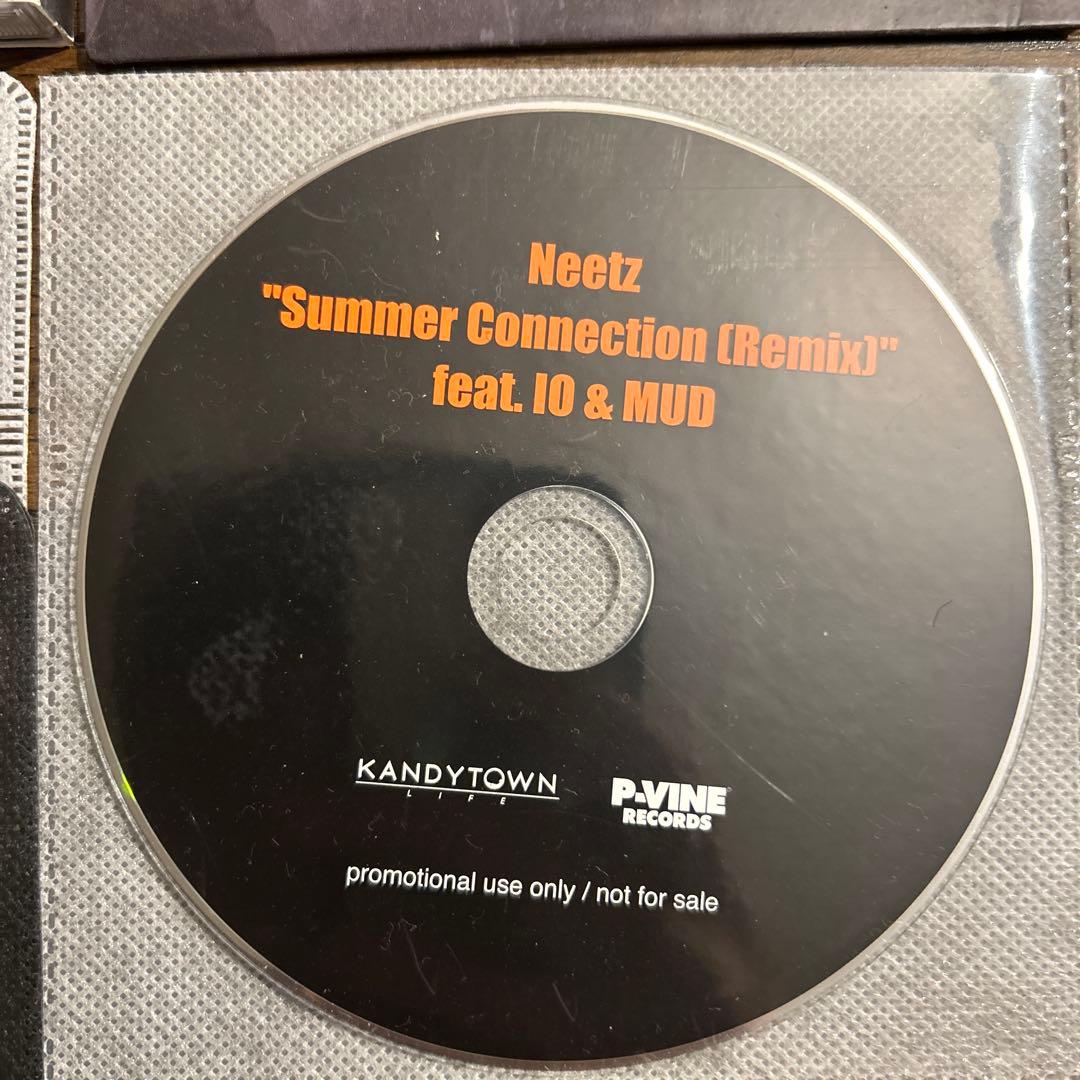 Neetz
"Summer Connection (Remix)"
feat. IO & MUD
KANDYTOWN
LIFE
P-VINE
RECORDS
promotional use only / not for sale